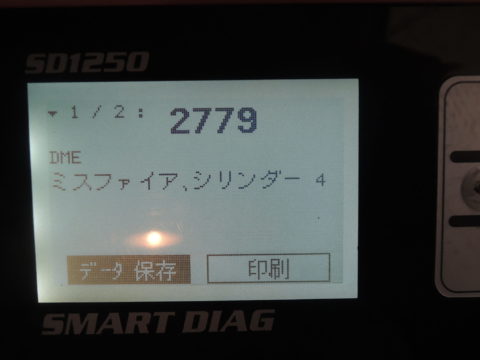 SD1250
▼ 1 / 2 : 2779
DME
ミスファイア、シリンダー 4
データ 保存 印刷
SMART DIAG